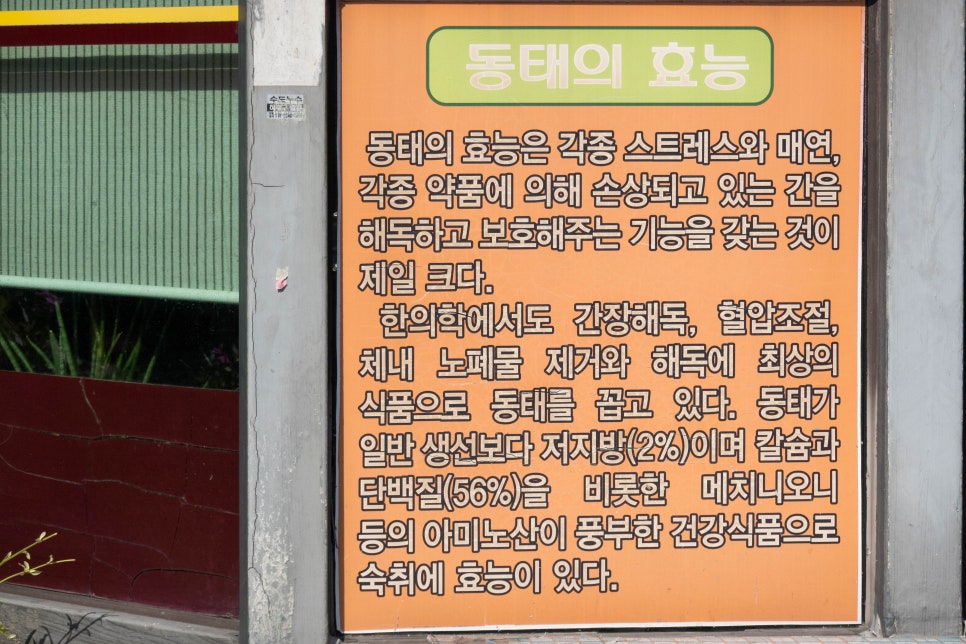 동태의 효능
동태의 효능은 각종 스트레스와 매연,
각종 약품에 의해 손상되고 있는 간을
해독하고 보호해주는 기능을 갖는 것이
제일 크다.
한의학에서도 간장해독, 혈압조절,
체내 노폐물 제거와 해독에 최상의
식품으로 동태를 꼽고 있다. 동태가
일반 생선보다 저지방(2%)이며 칼슘과
단백질(56%)을 비롯한 메치니오니
등의 아미노산이 풍부한 건강식품으로
숙취에 효능이 있다.